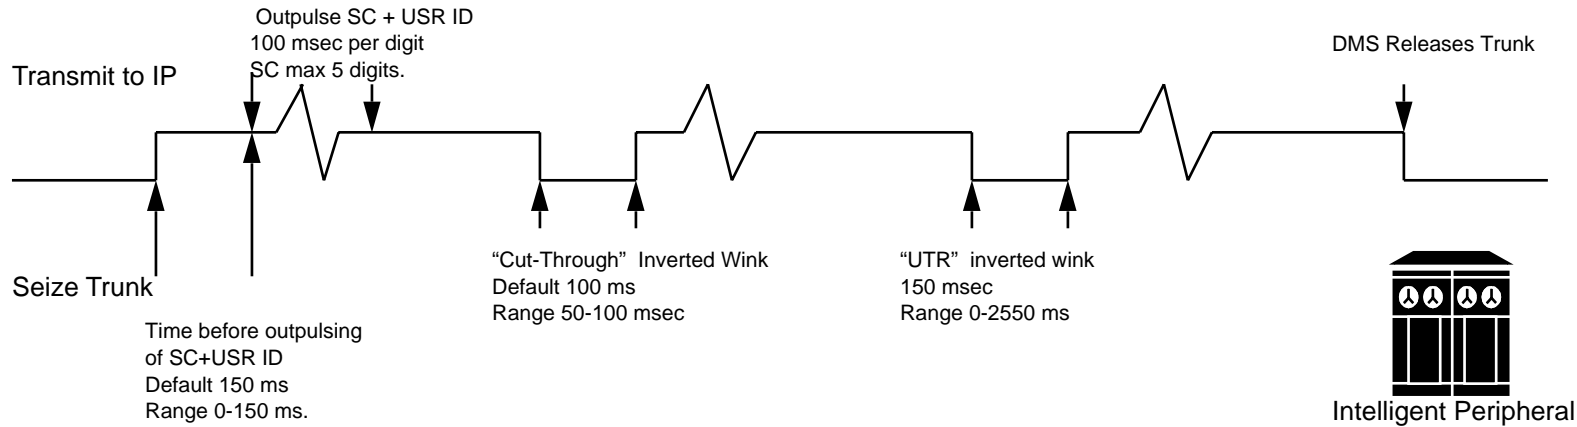 Outpulse SC + USR ID
100 msec per digit
SC max 5 digits.
DMS Releases Trunk
Transmit to IP
“Cut-Through” Inverted Wink
Default 100 ms
Range 50-100 msec
“UTR” inverted wink
150 msec
Range 0-2550 ms
Seize Trunk
Time before outpulsing
of SC+USR ID
Default 150 ms
Range 0-150 ms.
Intelligent Peripheral